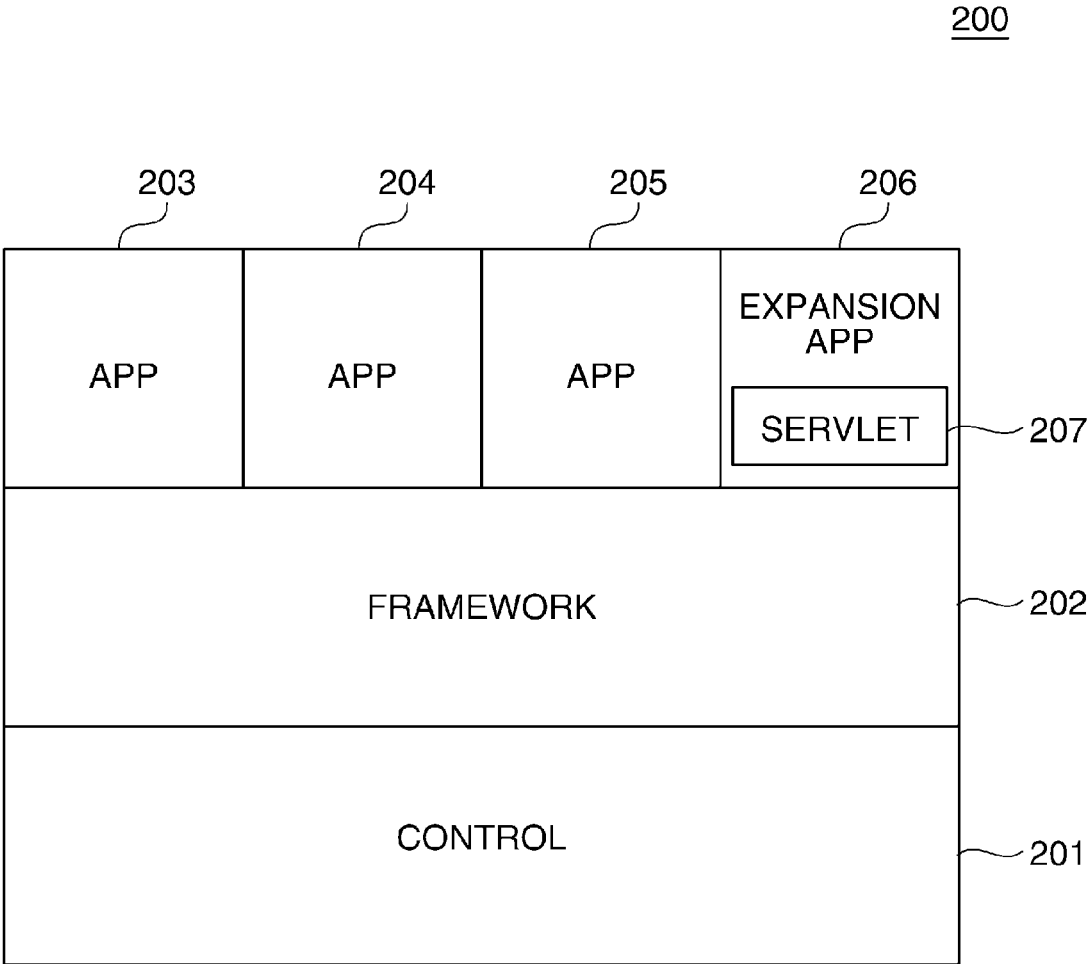 200
203
204
205
206
APP
APP
APP
EXPANSION
APP
SERVLET
207
FRAMEWORK
202
CONTROL
201